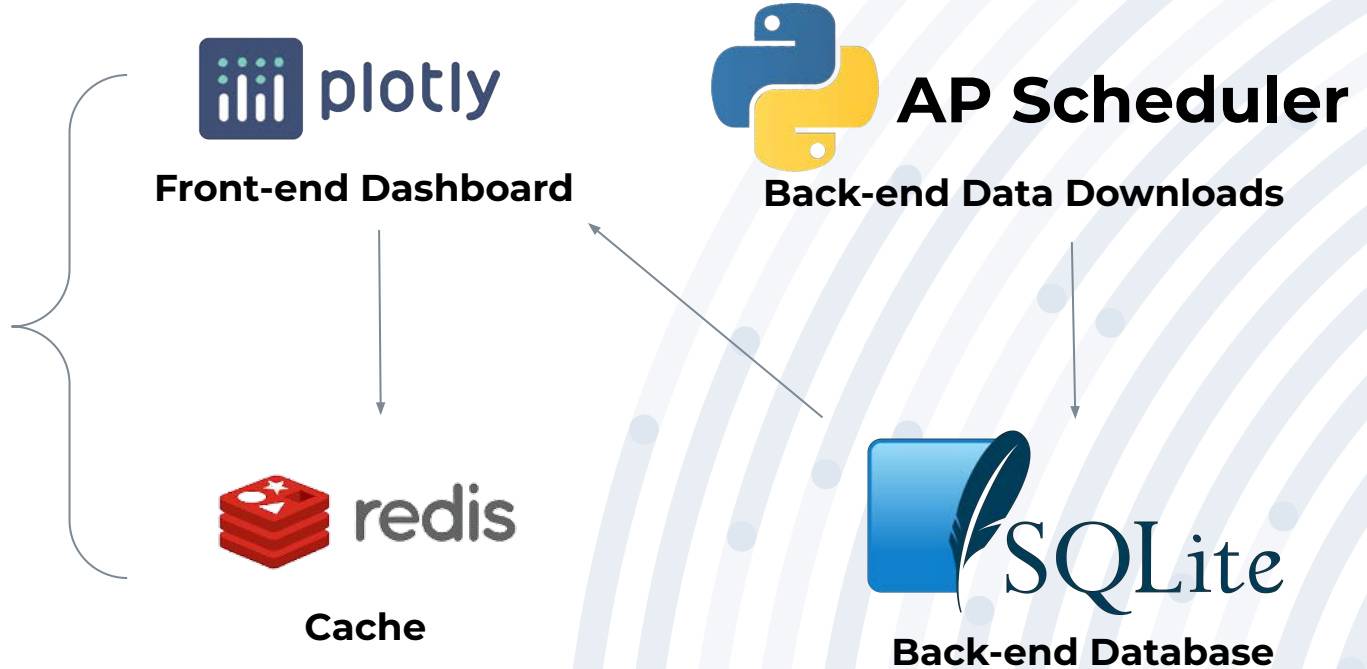 plotly
Front-end Dashboard
AP Scheduler
Back-end Data Downloads
redis
Cache
SQLite
Back-end Database